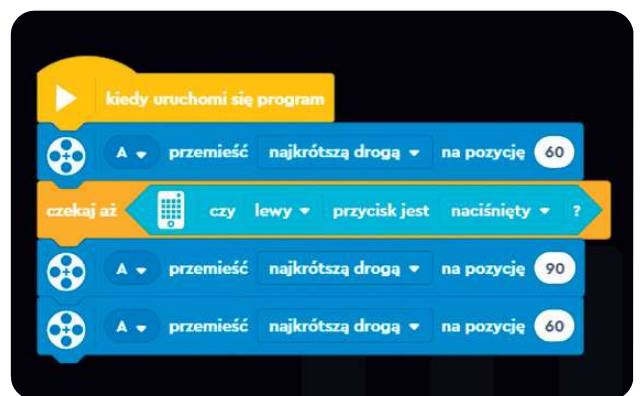 kiedy uruchomi się program
A przemieść najkrótszą drogą na pozycję 60
czekaj aż czy lewy przycisk jest naciśnięty ?
A przemieść najkrótszą drogą na pozycję 90
A przemieść najkrótszą drogą na pozycję 60